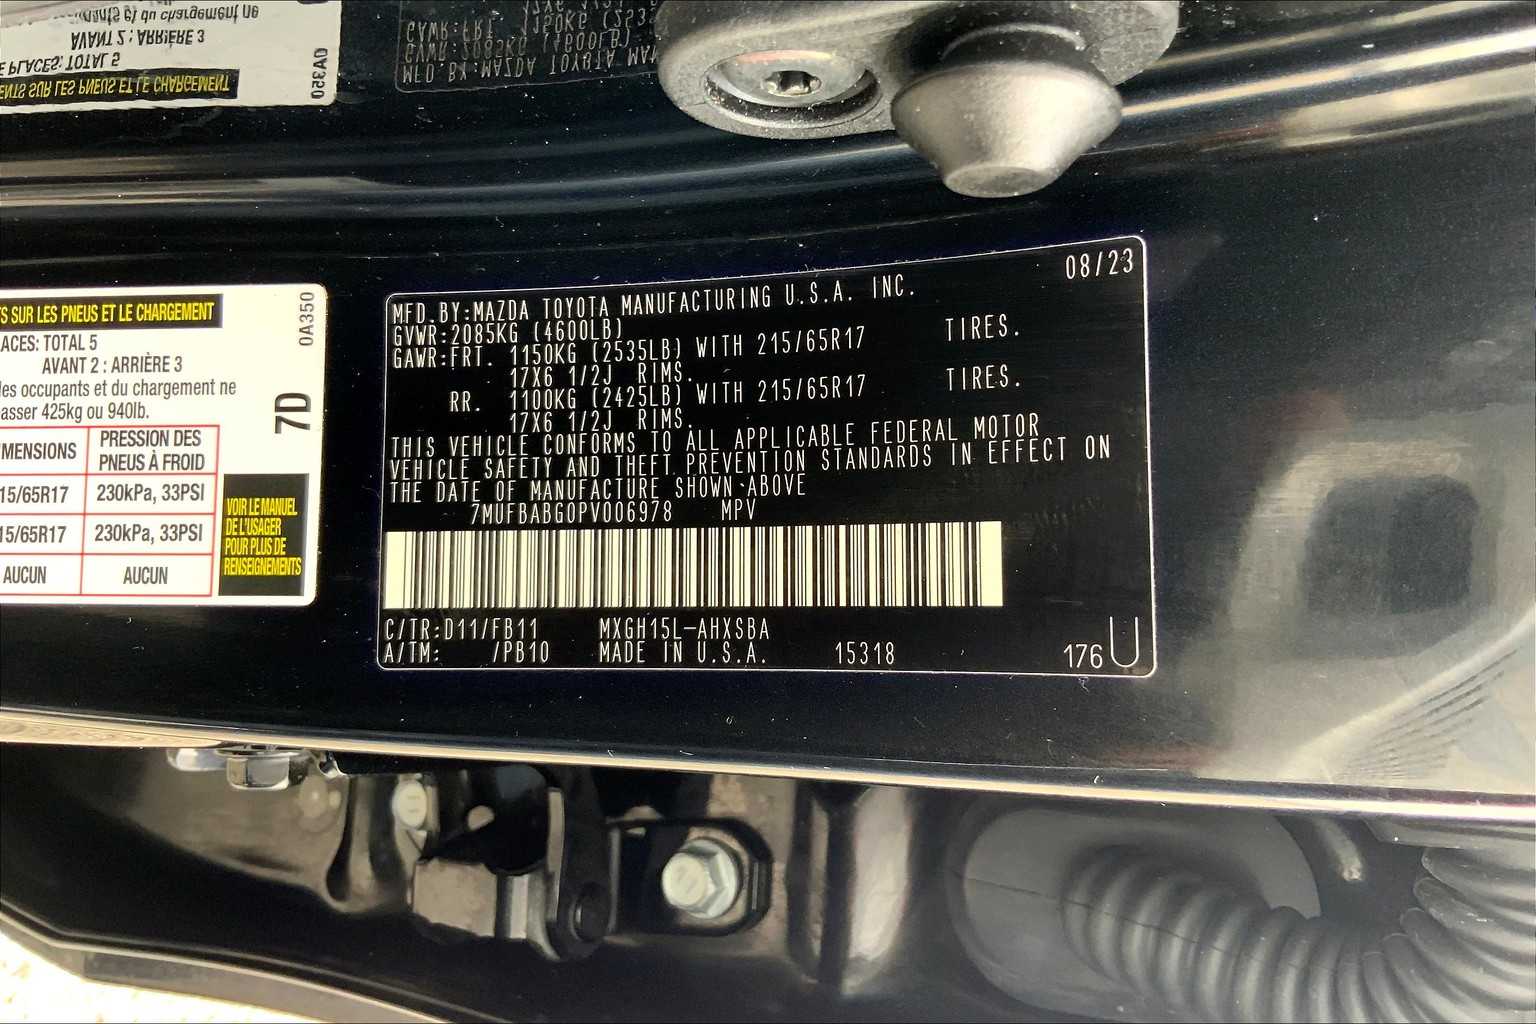 S SUR LES PNEUS ET LE CHARGEMENT
ACES: TOTAL 5
AVANT 2 : ARRIÈRE 3
les occupants et du chargement ne
asser 425kg ou 940lb.
MENSIONS PRESSION DES PNEUS À FROID
15/65R17 230kPa, 33PSI
15/65R17 230kPa, 33PSI
AUCUN AUCUN
0A350
7D
VOIR LE MANUEL
DE L'USAGER
POUR PLUS DE
RENSEIGNEMENTS
08/23
MFD.BY:MAZDA TOYOTA MANUFACTURING U.S.A. INC.
GVWR:2085KG (4600LB)
GAWR:FRT. 1150KG (2535LB) WITH 215/65R17 TIRES.
17X6 1/2J RIMS.
RR. 1100KG (2425LB) WITH 215/65R17 TIRES.
17X6 1/2J RIMS.
THIS VEHICLE CONFORMS TO ALL APPLICABLE FEDERAL MOTOR
VEHICLE SAFETY AND THEFT PREVENTION STANDARDS IN EFFECT ON
THE DATE OF MANUFACTURE SHOWN ABOVE
7MUFBABG0PV006978 MPV
C/TR:D11/FB11 MXGH15L-AHXSBA
A/TM: /PB10 MADE IN U.S.A. 15318 176 U